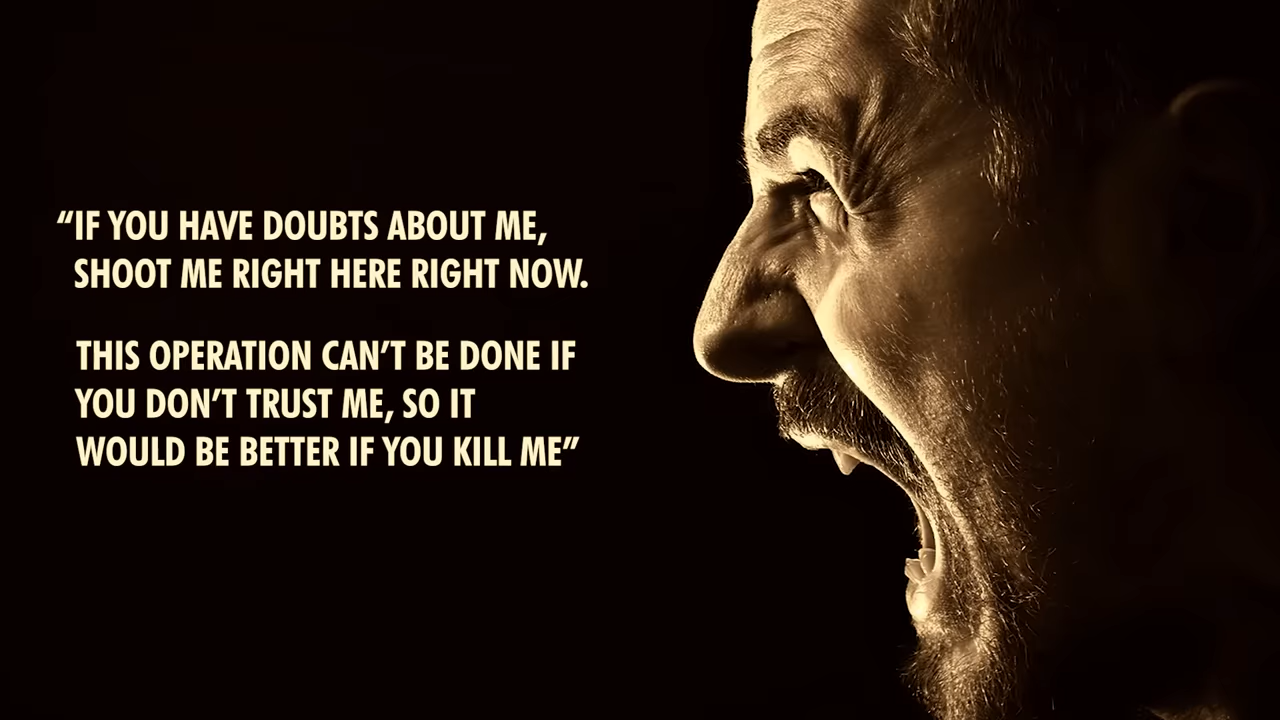 “IF YOU HAVE DOUBTS ABOUT ME,
SHOOT ME RIGHT HERE RIGHT NOW.
THIS OPERATION CAN’T BE DONE IF
YOU DON’T TRUST ME, SO IT
WOULD BE BETTER IF YOU KILL ME”